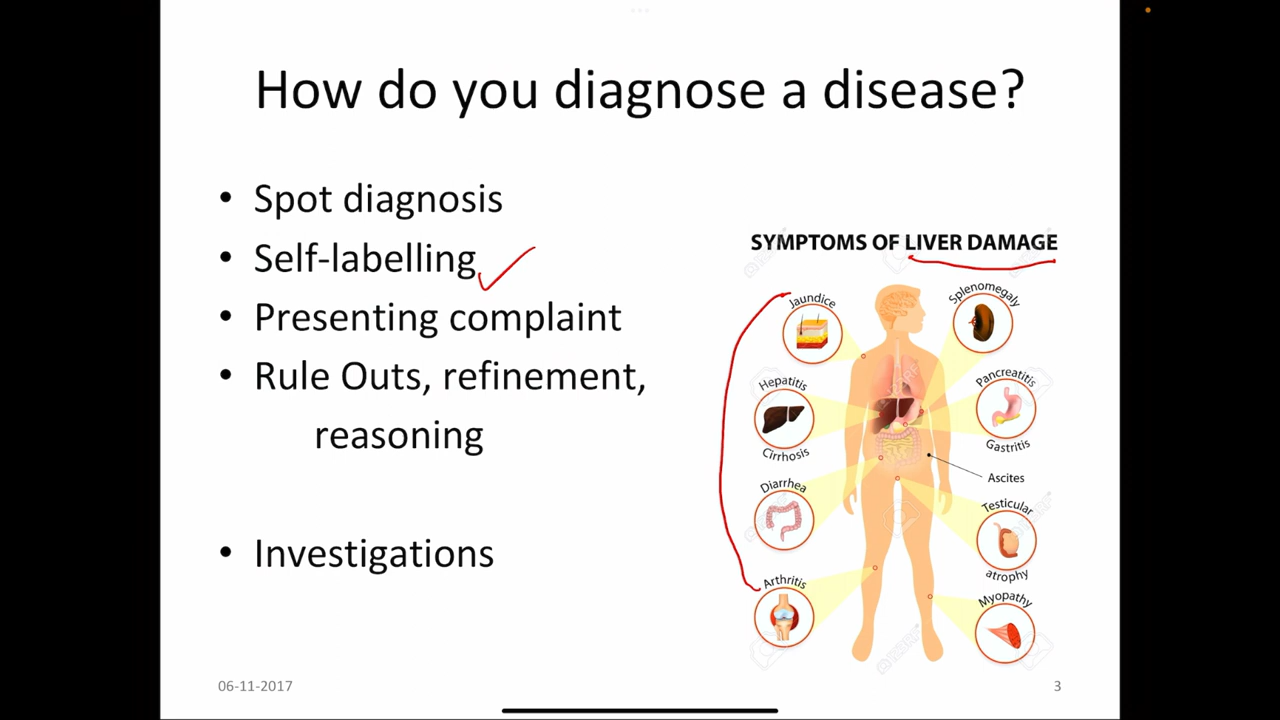 How do you diagnose a disease?
• Spot diagnosis
• Self-labelling
• Presenting complaint
• Rule Outs, refinement,
reasoning
• Investigations
SYMPTOMS OF LIVER DAMAGE
Jaundice
Splenomegaly
Hepatitis
Cirrhosis
Pancreatitis
Gastritis
Ascites
Diarrhea
Testicular
atrophy
Arthritis
Myopathy
06-11-2017
3